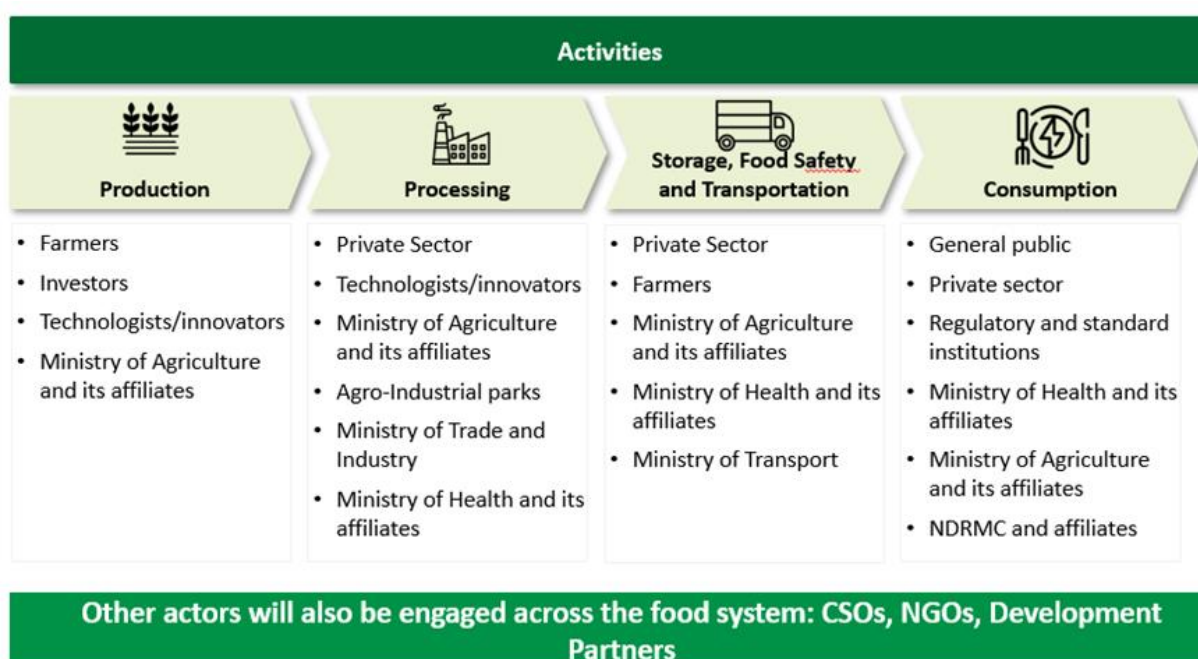 Activities
Production
Processing
Storage, Food Safety
and Transportation
Consumption
• Farmers
• Investors
• Technologists/innovators
• Ministry of Agriculture
and its affiliates
• Private Sector
• Technologists/innovators
• Ministry of Agriculture
and its affiliates
• Agro-Industrial parks
• Ministry of Trade and
Industry
• Ministry of Health and its
affiliates
• Private Sector
• Farmers
• Ministry of Agriculture
and its affiliates
• Ministry of Health and its
affiliates
• Ministry of Transport
• General public
• Private sector
• Regulatory and standard
institutions
• Ministry of Health and its
affiliates
• Ministry of Agriculture
and its affiliates
• NDRMC and affiliates
Other actors will also be engaged across the food system: CSOs, NGOs, Development
Partners